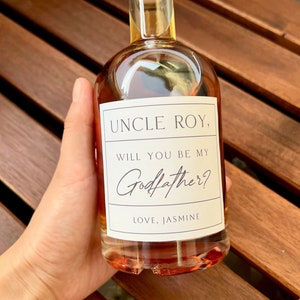 UNCLE ROY,
WILL YOU BE MY
Godfather?
LOVE, JASMINE